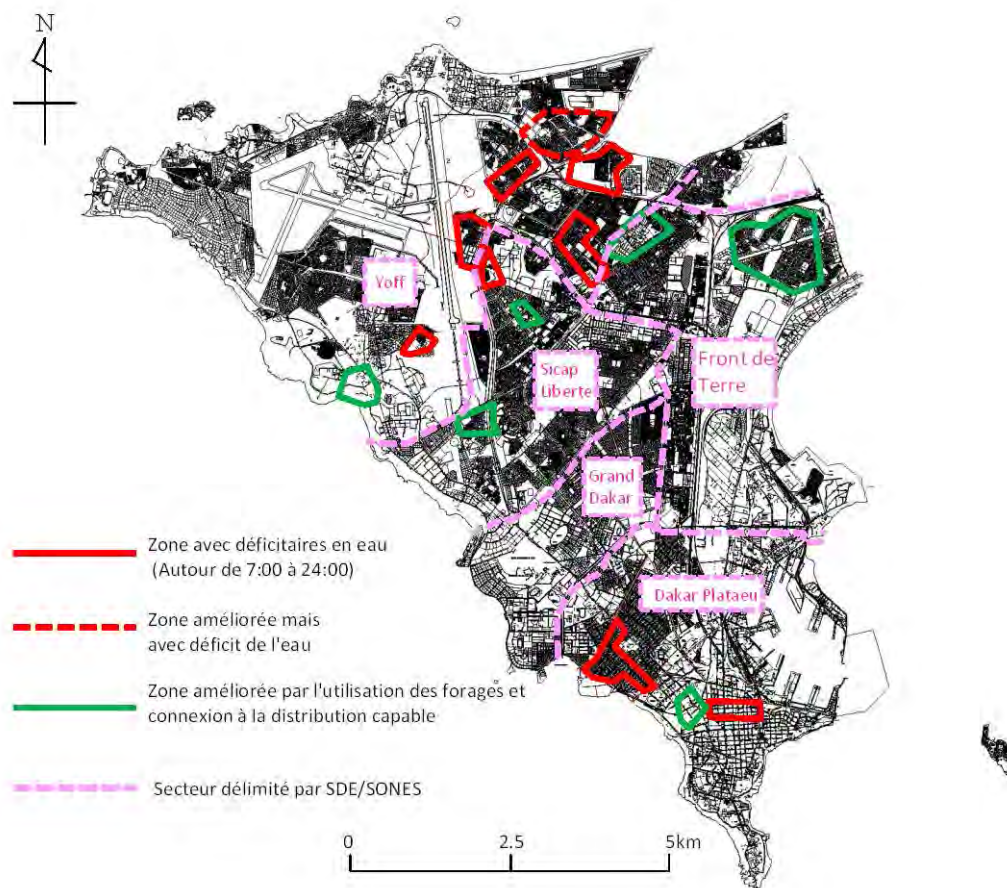 N
Yoff
Sicap
Liberte
Front de
Terre
Grand
Dakar
Dakar Plataeu
Zone avec déficitaires en eau
(Autour de 7:00 à 24:00)
Zone améliorée mais
avec déficit de l'eau
Zone améliorée par l'utilisation des forages et
connexion à la distribution capable
Secteur délimité par SDE/SONES
0 2.5 5km